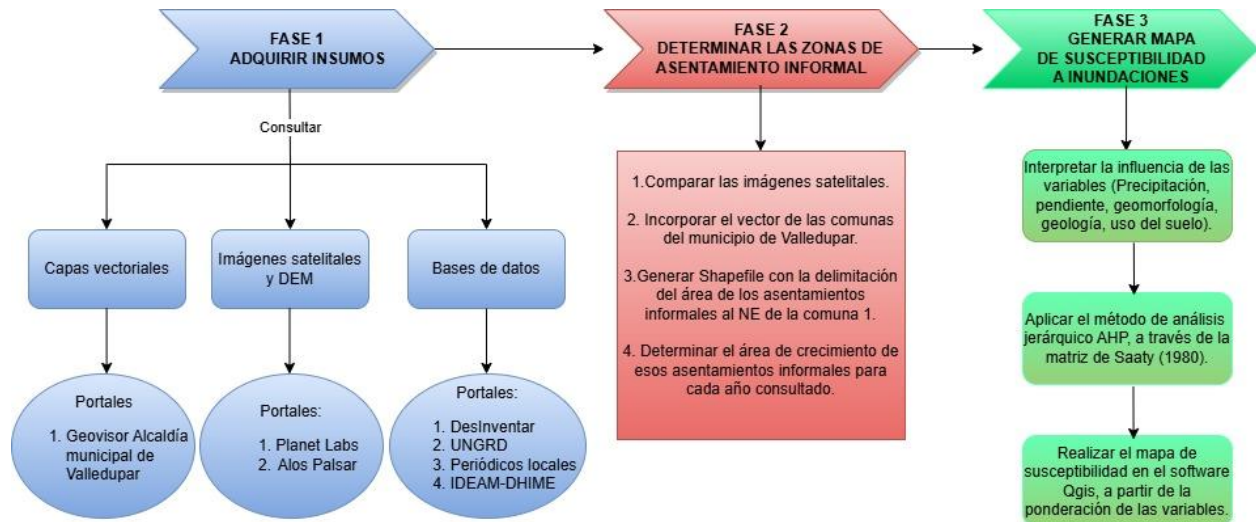 FASE 1
ADQUIRIR INSUMOS
FASE 2
DETERMINAR LAS ZONAS DE
ASENTAMIENTO INFORMAL
FASE 3
GENERAR MAPA
DE SUSCEPTIBILIDAD
A INUNDACIONES
Consultar
Capas vectoriales
Imágenes satelitales
y DEM
Bases de datos
Portales
1. Geovisor Alcaldía
municipal de
Valledupar
Portales:
1. Planet Labs
2. Alos Palsar
Portales:
1. DesInventar
2. UNGRD
3. Periódicos locales
4. IDEAM-DHIME
1.Comparar las imágenes satelitales.
2. Incorporar el vector de las comunas
del municipio de Valledupar.
3.Generar Shapefile con la delimitación
del área de los asentamientos
informales al NE de la comuna 1.
4. Determinar el área de crecimiento de
esos asentamientos informales para
cada año consultado.
Interpretar la influencia de las
variables (Precipitación,
pendiente, geomorfología,
geología, uso del suelo).
Aplicar el método de análisis
jerárquico AHP, a través de la
matriz de Saaty (1980).
Realizar el mapa de
susceptibilidad en el software
Qgis, a partir de la
ponderación de las variables.